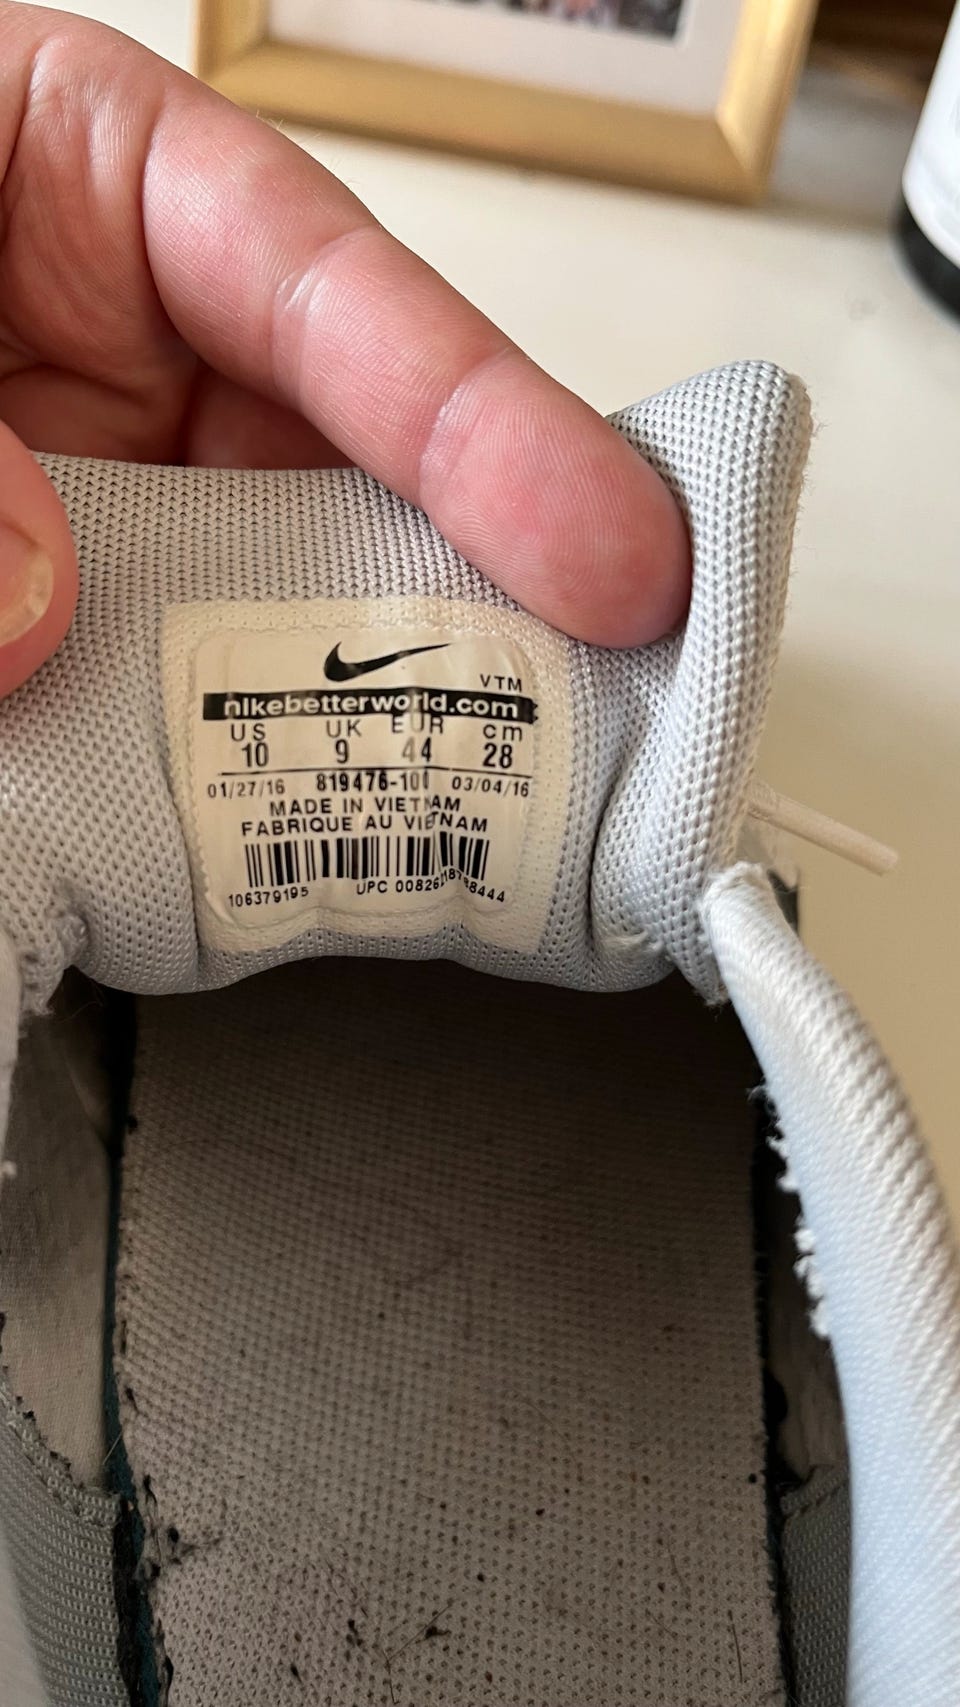 VTM
nikebetterworld.com
US UK EUR cm
10 9 44 28
01/27/16 819476-101 03/04/16
MADE IN VIETNAM
FABRIQUE AU VIETNAM
106379195 UPC